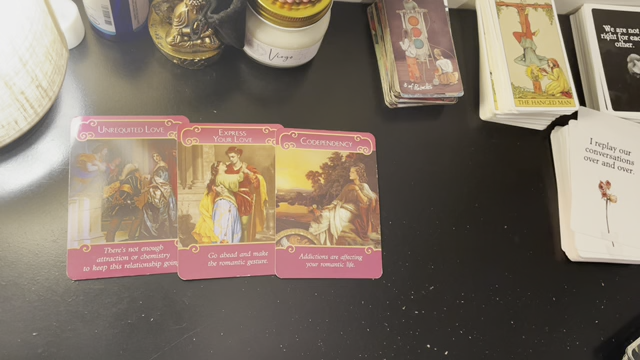 Virgo
THE HANGED MAN
We are not
right for each
other.
I replay our
conversations
over and over.
UNREQUITED LOVE
There's not enough
attraction or chemistry
to keep this relationship going
EXPRESS
YOUR LOVE
Go ahead and make
the romantic gesture.
CODEPENDENCY
Addictions are affecting
your romantic life.